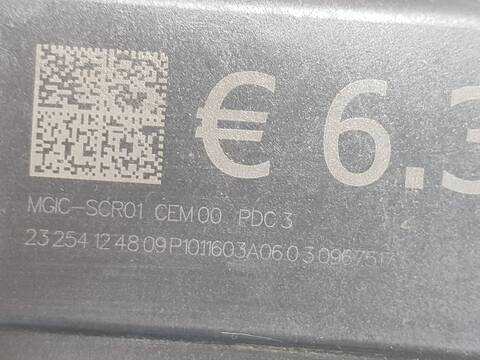 € 6.3
MGIC-SCR01 CEM 00 PDC 3
23 254 12 48 09 P1011603A06 0 3 0967517